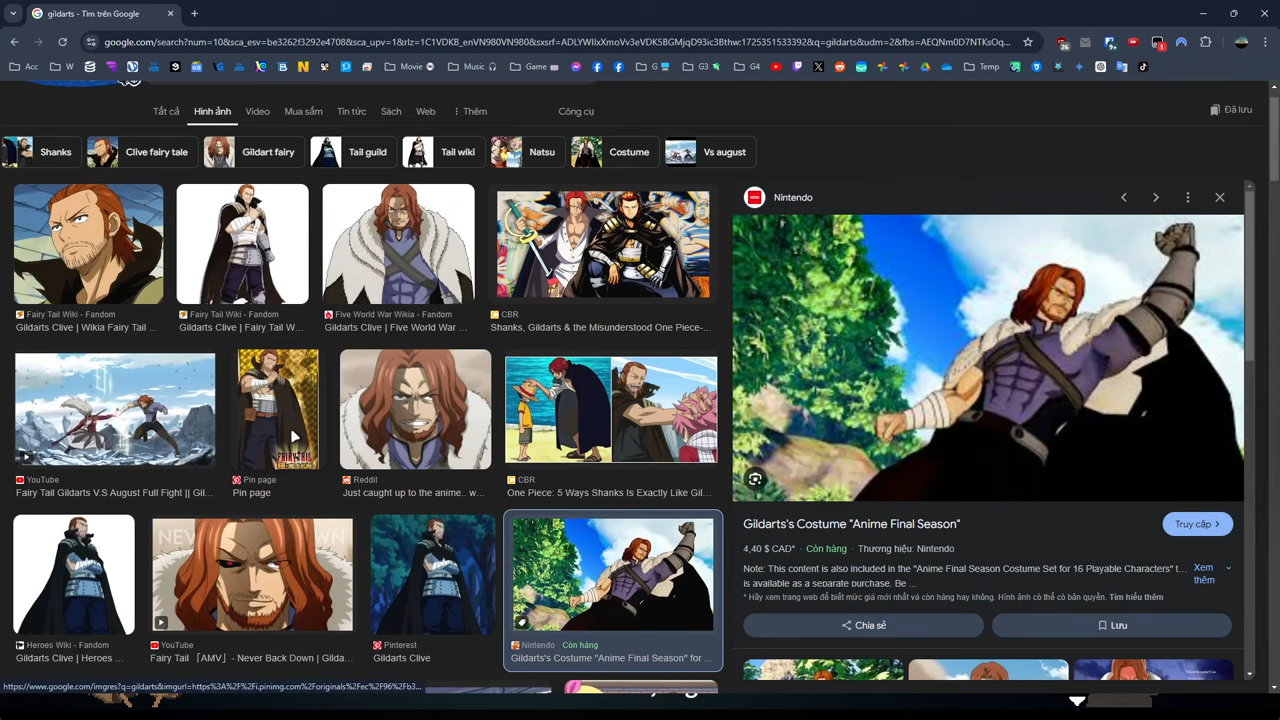 gildarts - Tìm trên Google
google.com/search?num=10&sca_esv=be3262f3292e4708&sca_upv=1&rlz=1C1VDKB_enVN980VN980&sxsrf=ADLYWIIxXmoVv3eVDK5BGMjqD93ic3Bthw:1725351533392&q=gildarts&udm=2&fbs=AEQNm0D7NTKsOq...
Acc
W
Movie
Music
Game
G
G3
G4
Temp
Tất cả
Hình ảnh
Video
Mua sắm
Tin tức
Sách
Web
Thêm
Công cụ
Đã lưu
Shanks
Clive fairy tale
Gildart fairy
Tail guild
Tail wiki
Natsu
Costume
Vs august
Nintendo
Fairy Tail Wiki - Fandom
Gildarts Clive | Wikia Fairy Tail ...
Fairy Tail Wiki - Fandom
Gildarts Clive | Fairy Tail W...
Five World War Wikia - Fandom
Gildarts Clive | Five World War ...
CBR
Shanks, Gildarts & the Misunderstood One Piece-...
FAIRY TAIL
YouTube
Fairy Tail Gildarts V.S August Full Fight || Gil...
Pin page
Pin page
Reddit
Just caught up to the anime.. w...
CBR
One Piece: 5 Ways Shanks Is Exactly Like Gil...
Gildarts's Costume "Anime Final Season"
Truy cập
4,40 $ CAD* · Còn hàng · Thương hiệu: Nintendo
Note: This content is also included in the "Anime Final Season Costume Set for 16 Playable Characters" t...
is available as a separate purchase. Be ...
Xem thêm
* Hãy xem trang web để biết mức giá mới nhất và còn hàng hay không. Hình ảnh có thể có bản quyền. Tìm hiểu thêm
Chia sẻ
Lưu
Heroes Wiki - Fandom
Gildarts Clive | Heroes ...
YouTube
Fairy Tail「AMV」- Never Back Down | Gilda...
Pinterest
Gildarts Clive
Nintendo Còn hàng
Gildarts's Costume "Anime Final Season" for ...
https://www.google.com/imgres?q=gildarts&imgurl=https%3A%2F%2Fi.pinimg.com%2Foriginals%2Fec%2F96%2Fb3...